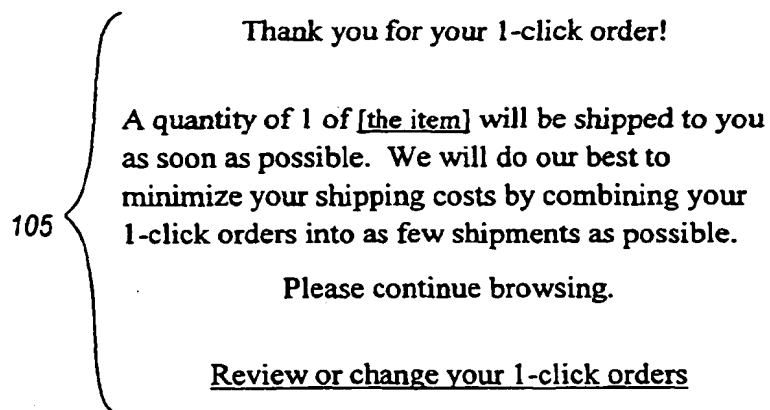 Thank you for your 1-click order!
A quantity of 1 of [the item] will be shipped to you
as soon as possible.  We will do our best to
minimize your shipping costs by combining your
105
1-click orders into as few shipments as possible.
Please continue browsing.
Review or change your 1-click orders